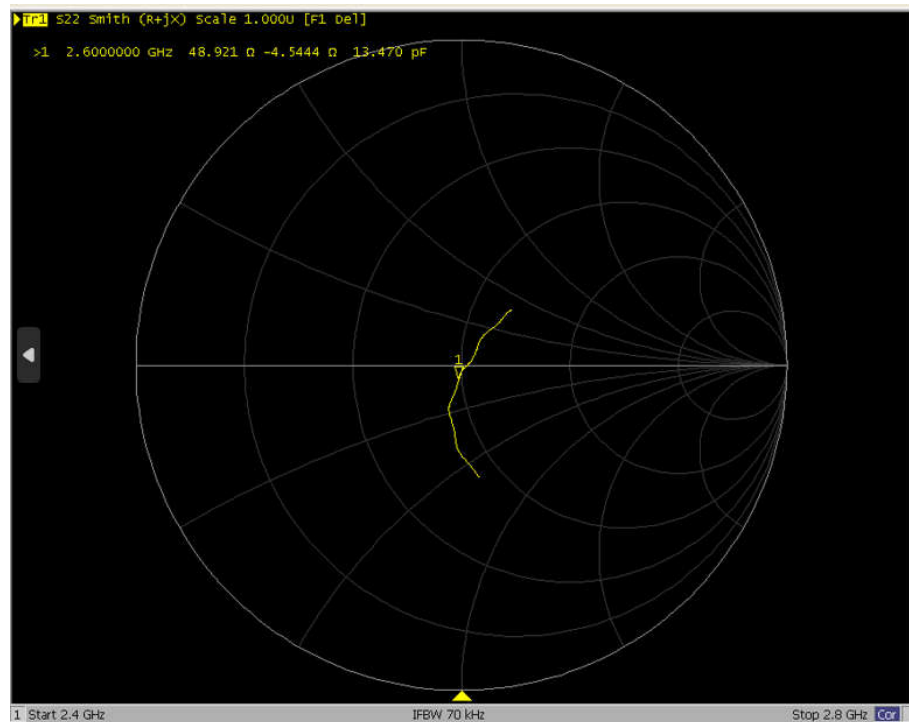 Tr1 S22 Smith (R+jX) Scale 1.000U [F1 Del]
>1 2.6000000 GHz 48.921 Ω -4.5444 Ω 13.470 pF
1
1 Start 2.4 GHz IFBW 70 kHz Stop 2.8 GHz Cor